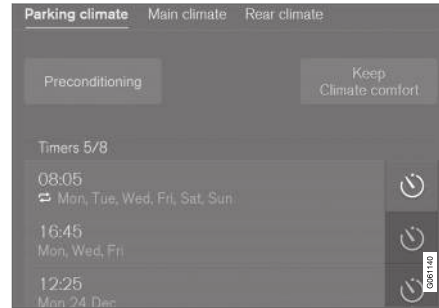 Parking climate Main climate Rear climate
Preconditioning
Keep
Climate comfort
Timers 5/8
08:05
Mon, Tue, Wed, Fri, Sat, Sun
16:45
Mon, Wed, Fri
12:25
Mon 24 Dec
G061140